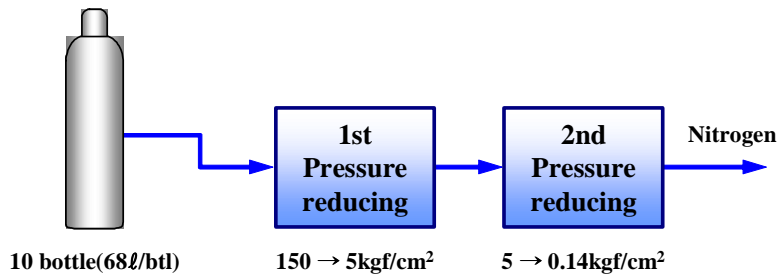 1st
Pressure
reducing
2nd
Pressure
reducing
Nitrogen
10 bottle(68ℓ/btl)
150 → 5kgf/cm²
5 → 0.14kgf/cm²